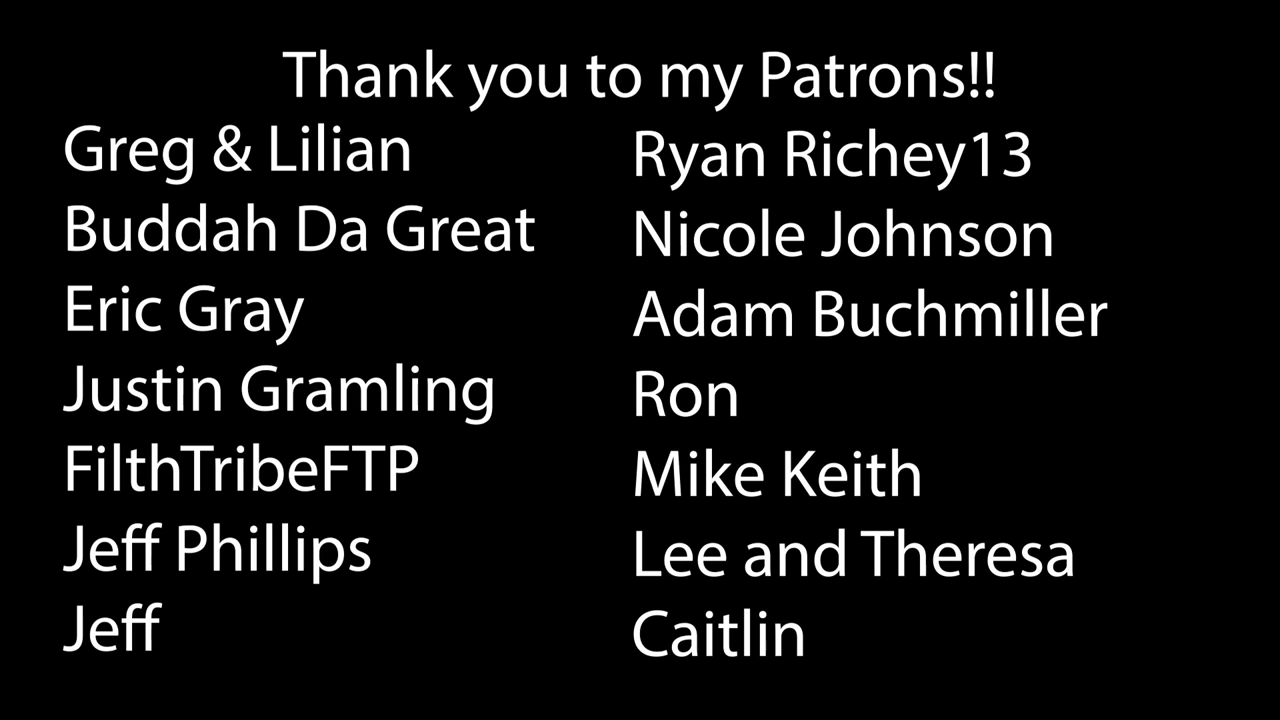 Thank you to my Patrons!!
Greg & Lilian
Buddah Da Great
Eric Gray
Justin Gramling
FilthTribeFTP
Jeff Phillips
Jeff
Ryan Richey13
Nicole Johnson
Adam Buchmiller
Ron
Mike Keith
Lee and Theresa
Caitlin